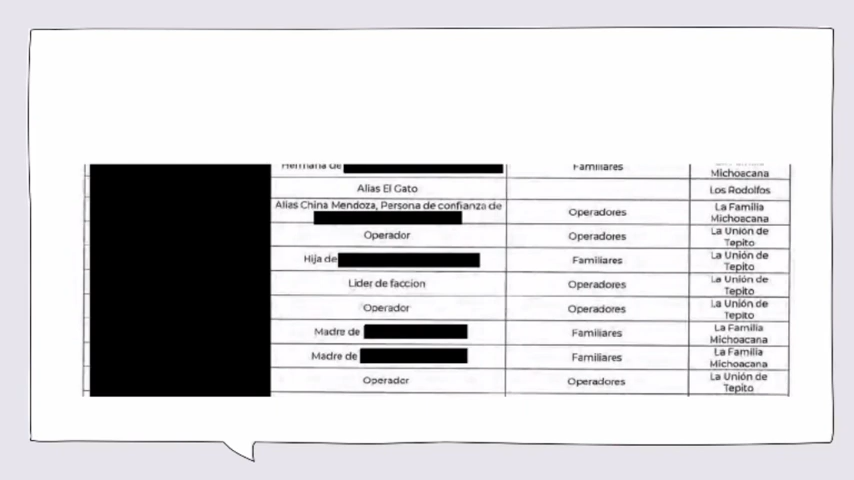 Hermana de
Familiares
Michoacana
Alias El Gato
Los Rodolfos
Alias China Mendoza, Persona de confianza de
Operadores
La Familia
Michoacana
Operador
Operadores
La Unión de
Tepito
Hija de
Familiares
La Unión de
Tepito
Lider de faccion
Operadores
La Unión de
Tepito
Operador
Operadores
La Unión de
Tepito
Madre de
Familiares
La Familia
Michoacana
Madre de
Familiares
La Familia
Michoacana
Operador
Operadores
La Unión de
Tepito